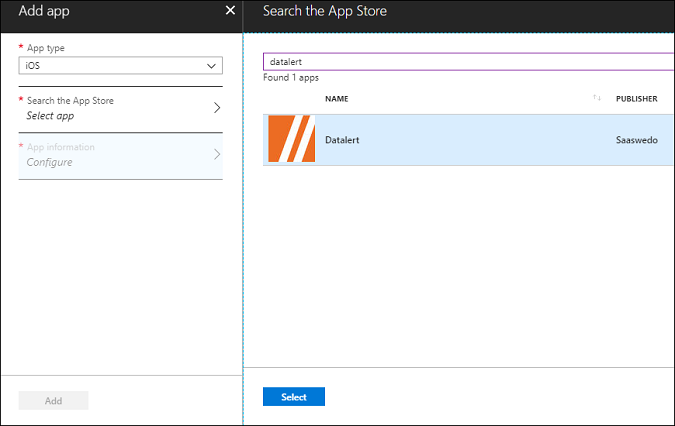 Add app
* App type
iOS
* Search the App Store
Select app
* App information
Configure
Add
Search the App Store
datalert
Found 1 apps
NAME PUBLISHER
Datalert Saaswedo
Select